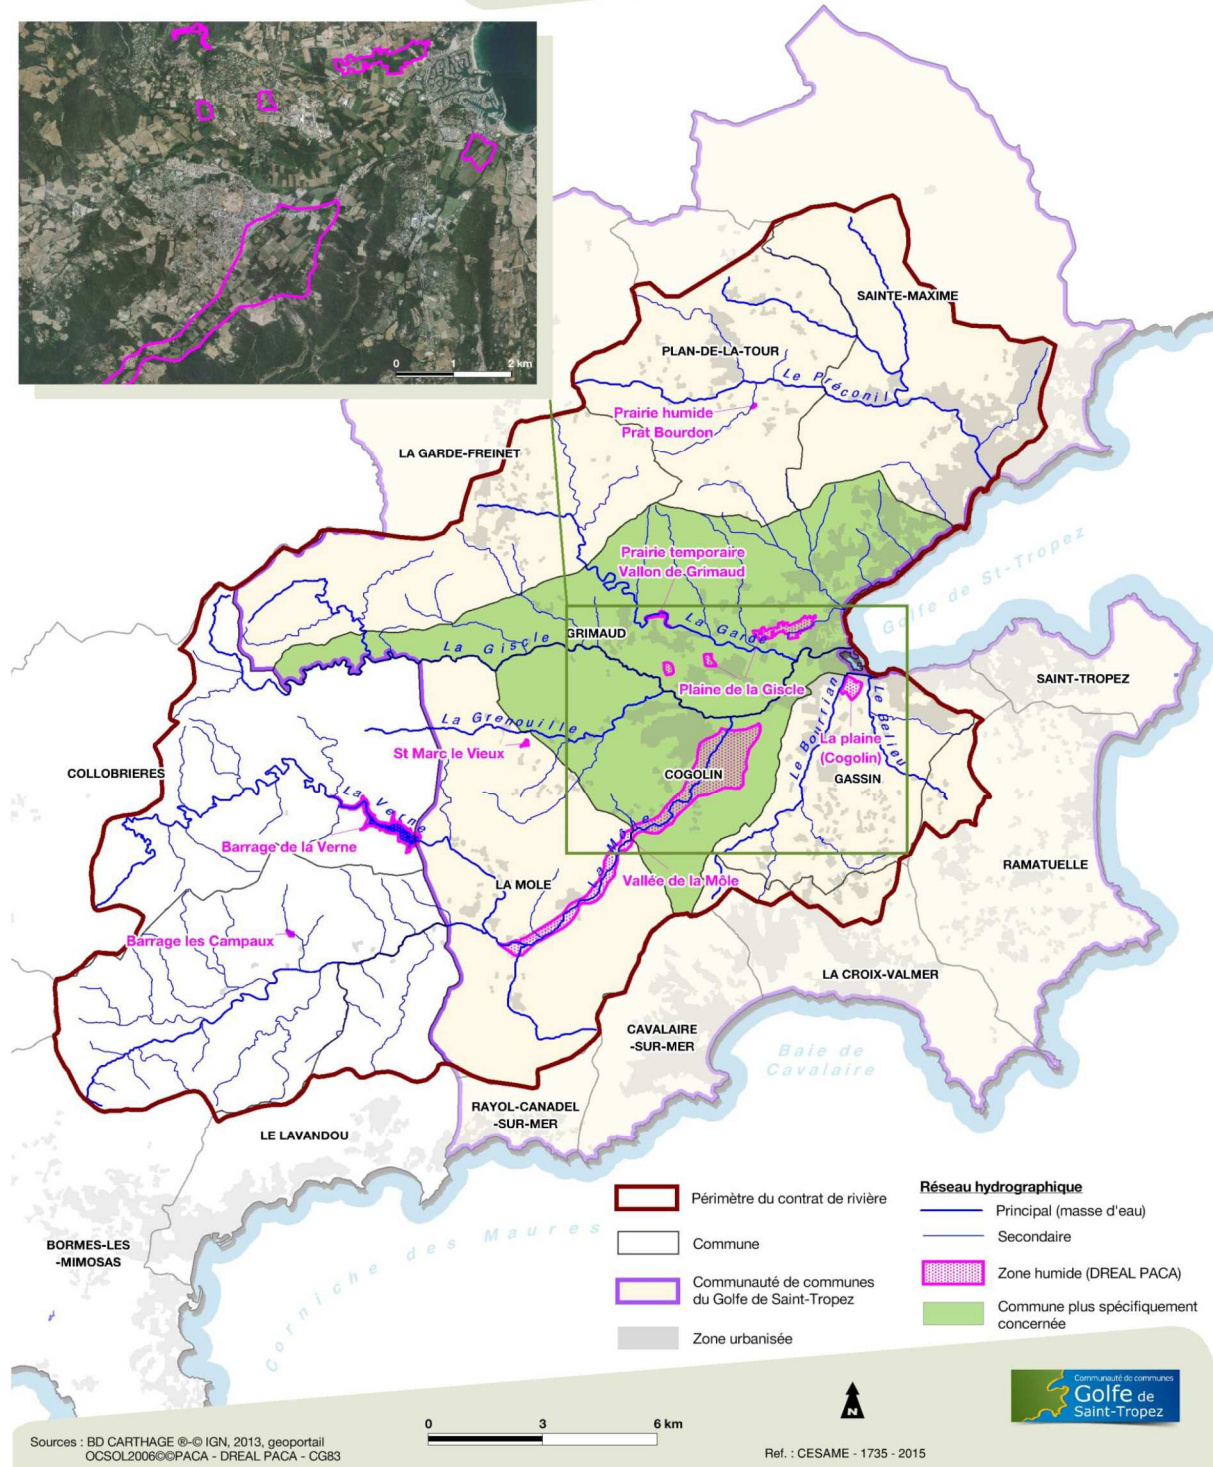 0 1 2 km
SAINTE-MAXIME
PLAN-DE-LA-TOUR
Le Préconil
Prairie humide
Prat Bourdon
LA GARDE-FREINET
Prairie temporaire
Vallon de Grimaud
Golfe de St-Tropez
La Garde
GRIMAUD
La Giscle
Plaine de la Giscle
SAINT-TROPEZ
La Grenouille
St Marc le Vieux
Le Bourrian
Le Bélieu
La plaine
(Cogolin)
COLLOBRIERES
COGOLIN
GASSIN
La Verne
Barrage de la Verne
La Môle
RAMATUELLE
LA MOLE
Vallée de la Môle
Barrage les Campaux
LA CROIX-VALMER
CAVALAIRE
-SUR-MER
Baie de
Cavalaire
RAYOL-CANADEL
-SUR-MER
LE LAVANDOU
BORMES-LES
-MIMOSAS
Corniche des Maures
Périmètre du contrat de rivière
Commune
Communauté de communes
du Golfe de Saint-Tropez
Zone urbanisée
Réseau hydrographique
Principal (masse d'eau)
Secondaire
Zone humide (DREAL PACA)
Commune plus spécifiquement
concernée
Communauté de communes
Golfe de
Saint-Tropez
N
0 3 6 km
Sources : BD CARTHAGE ®-© IGN, 2013, geoportail
OCSOL2006©©PACA - DREAL PACA - CG83
Ref. : CESAME - 1735 - 2015